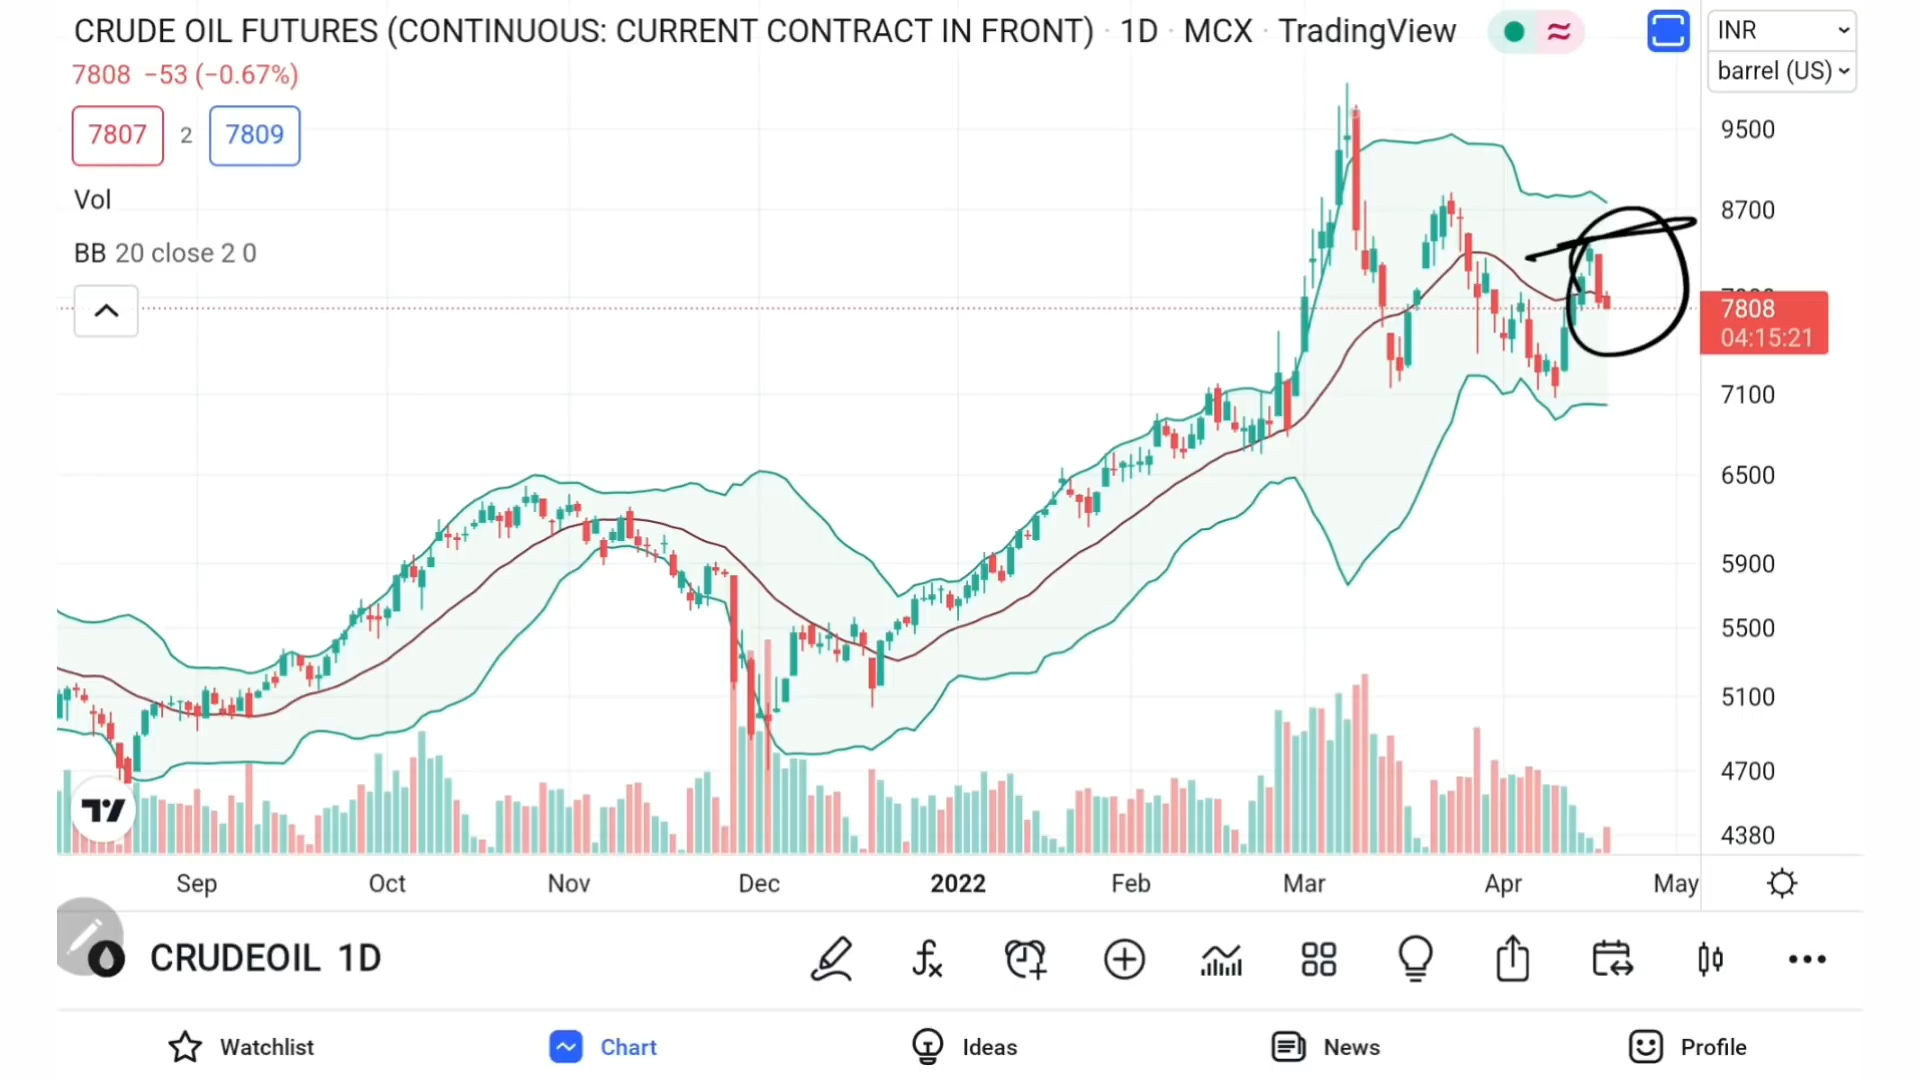 CRUDE OIL FUTURES (CONTINUOUS: CURRENT CONTRACT IN FRONT) · 1D · MCX · TradingView
INR
barrel (US)
7808 −53 (−0.67%)
7807 2 7809
Vol
BB 20 close 2 0
9500
8700
7808
04:15:21
7100
6500
5900
5500
5100
4700
4380
Sep Oct Nov Dec 2022 Feb Mar Apr May
CRUDEOIL 1D
Watchlist Chart Ideas News Profile